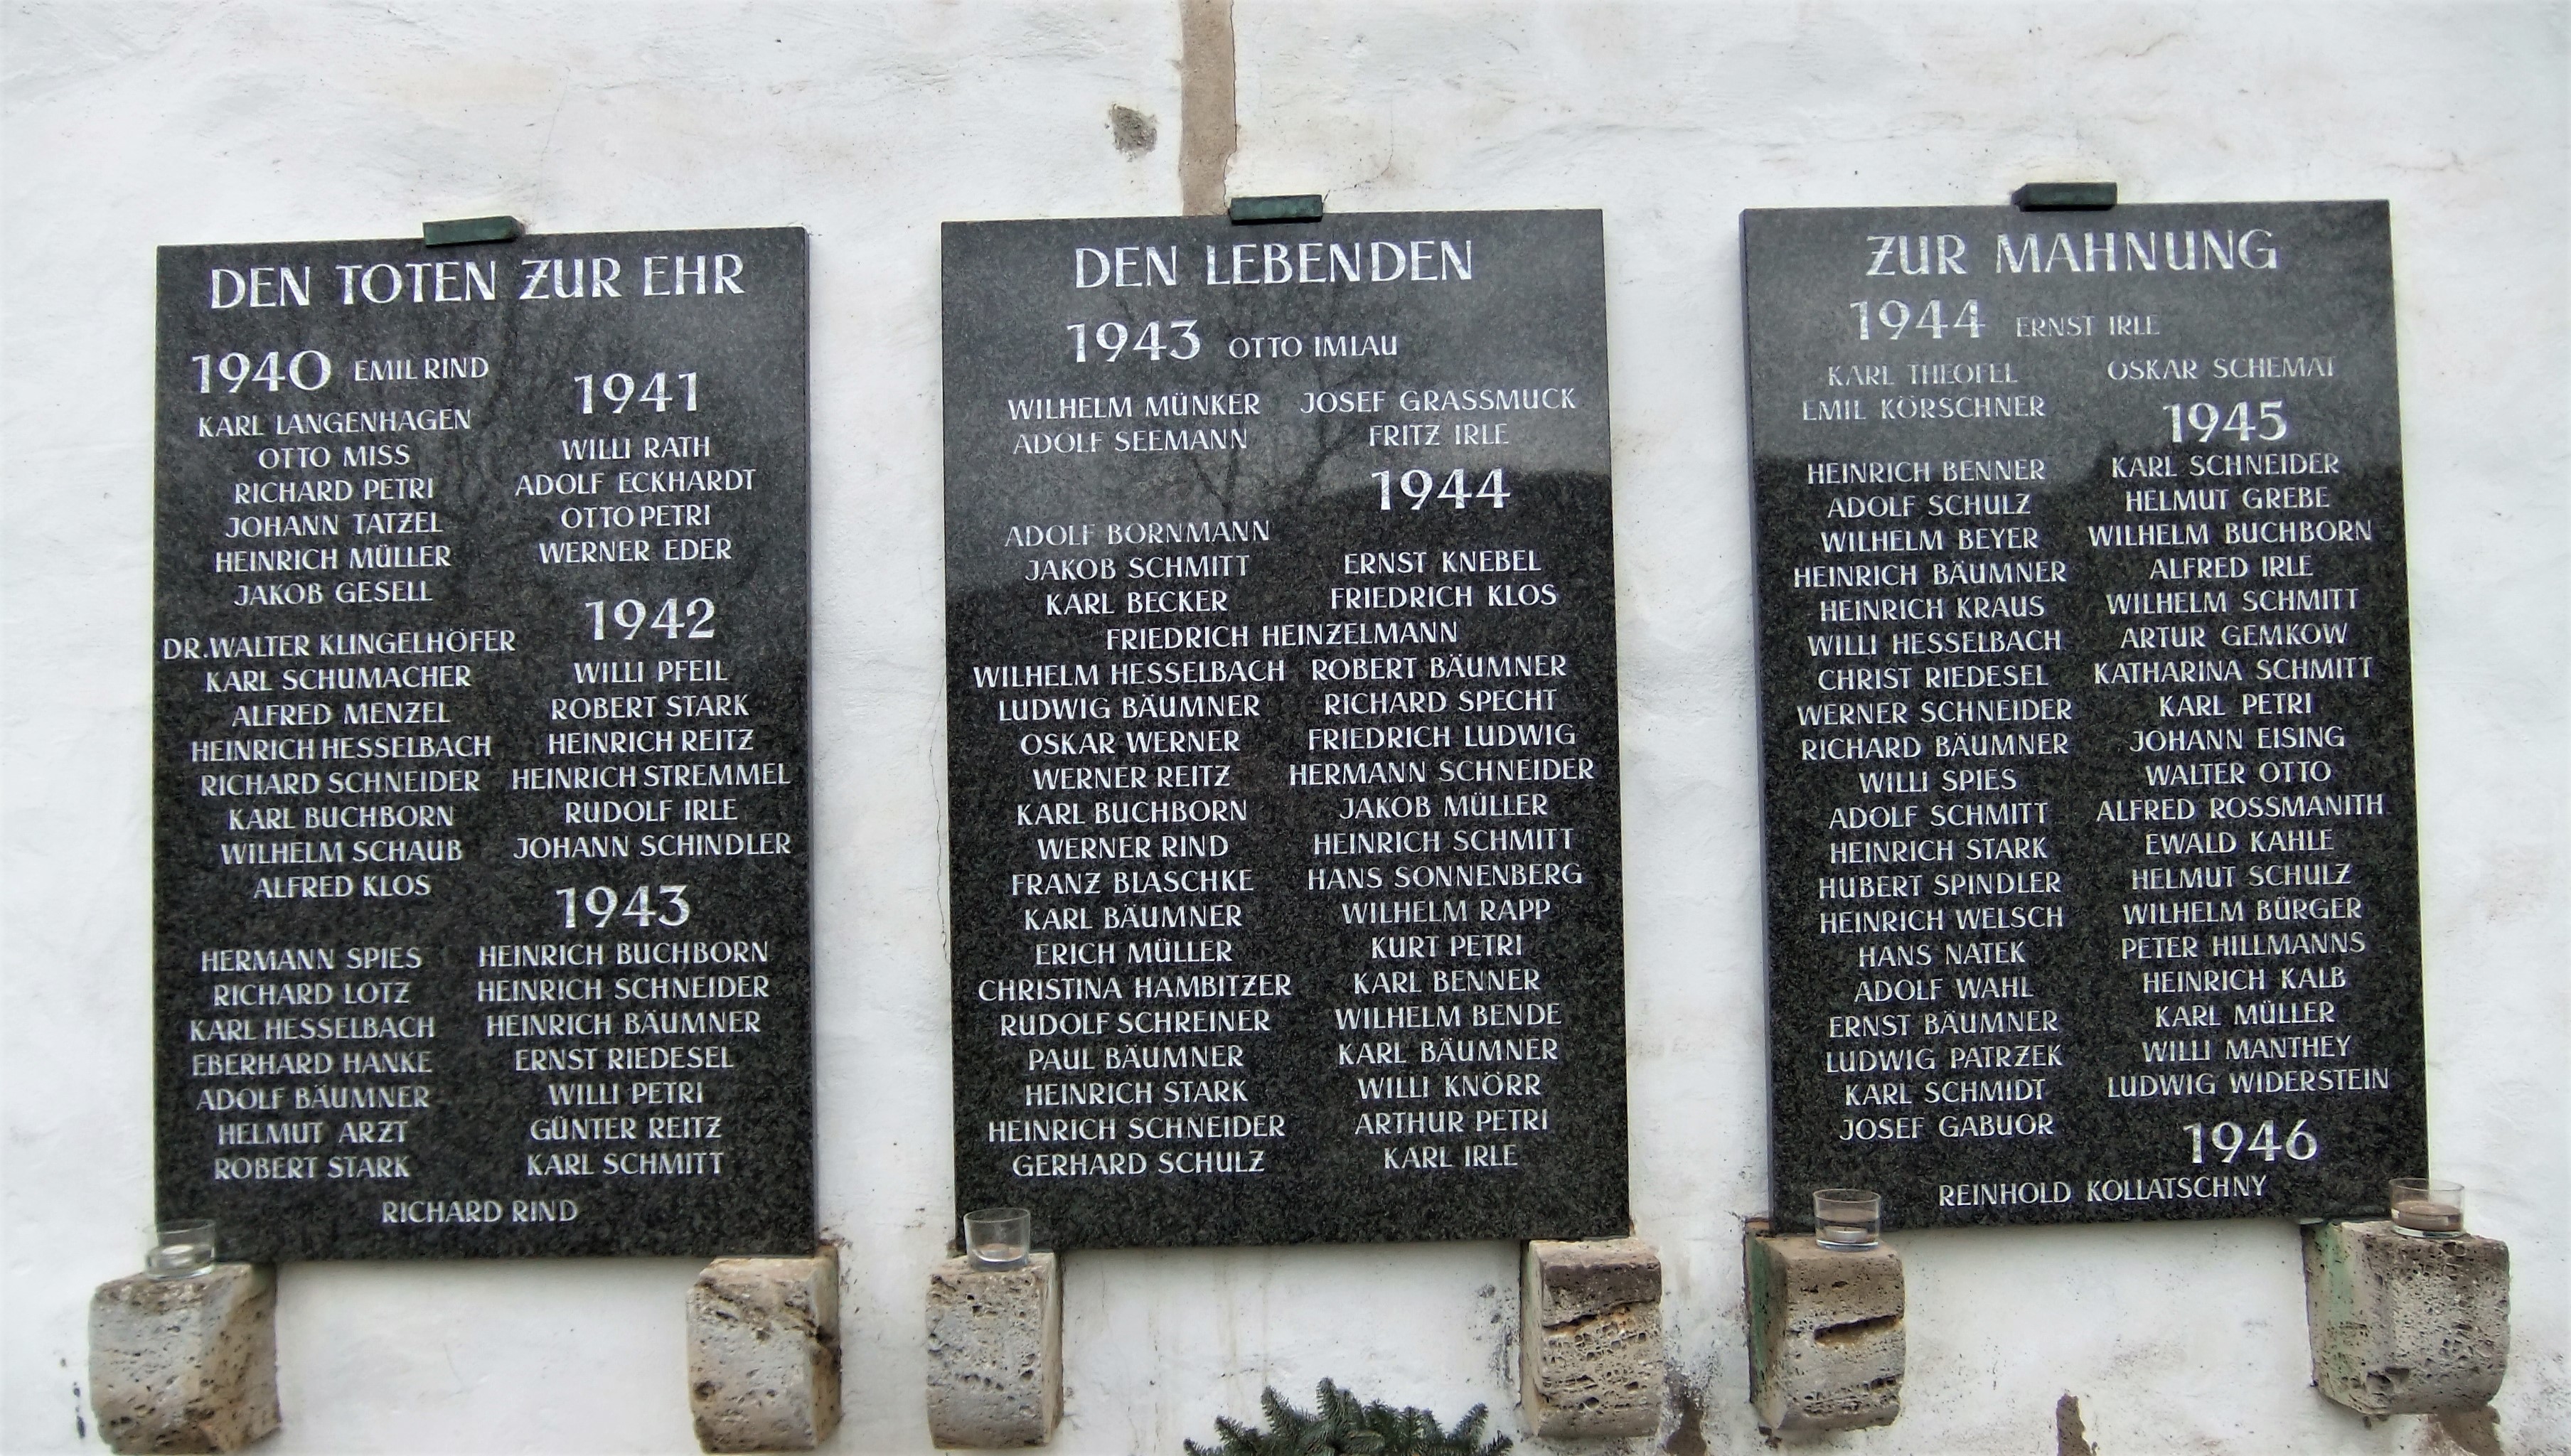 DEN TOTEN ZUR EHR
1940 EMIL RIND
KARL LANGENHAGEN
OTTO MISS
RICHARD PETRI
JOHANN TATZEL
HEINRICH MÜLLER
JAKOB GESELL
1941
WILLI RATH
ADOLF ECKHARDT
OTTO PETRI
WERNER EDER
DR.WALTER KLINGELHÖFER
KARL SCHUMACHER
ALFRED MENZEL
HEINRICH HESSELBACH
RICHARD SCHNEIDER
KARL BUCHBORN
WILHELM SCHAUB
ALFRED KLOS
1942
WILLI PFEIL
ROBERT STARK
HEINRICH REITZ
HEINRICH STREMMEL
RUDOLF IRLE
JOHANN SCHINDLER
1943
HERMANN SPIES
RICHARD LOTZ
KARL HESSELBACH
EBERHARD HANKE
ADOLF BÄUMNER
HELMUT ARZT
ROBERT STARK
HEINRICH BUCHBORN
HEINRICH SCHNEIDER
HEINRICH BÄUMNER
ERNST RIEDESEL
WILLI PETRI
GÜNTER REITZ
KARL SCHMITT
RICHARD RIND
DEN LEBENDEN
1943 OTTO IMLAU
WILHELM MÜNKER
ADOLF SEEMANN
JOSEF GRASSMUCK
FRITZ IRLE
1944
ADOLF BORNMANN
JAKOB SCHMITT
KARL BECKER
ERNST KNEBEL
FRIEDRICH KLOS
FRIEDRICH HEINZELMANN
WILHELM HESSELBACH
LUDWIG BÄUMNER
OSKAR WERNER
WERNER REITZ
KARL BUCHBORN
WERNER RIND
FRANZ BLASCHKE
KARL BÄUMNER
ERICH MÜLLER
CHRISTINA HAMBITZER
RUDOLF SCHREINER
PAUL BÄUMNER
HEINRICH STARK
HEINRICH SCHNEIDER
GERHARD SCHULZ
ROBERT BÄUMNER
RICHARD SPECHT
FRIEDRICH LUDWIG
HERMANN SCHNEIDER
JAKOB MÜLLER
HEINRICH SCHMITT
HANS SONNENBERG
WILHELM RAPP
KURT PETRI
KARL BENNER
WILHELM BENDE
KARL BÄUMNER
WILLI KNÖRR
ARTHUR PETRI
KARL IRLE
ZUR MAHNUNG
1944 ERNST IRLE
KARL THEOFEL
EMIL KÖRSCHNER
OSKAR SCHEMAT
HEINRICH BENNER
ADOLF SCHULZ
WILHELM BEYER
HEINRICH BÄUMNER
HEINRICH KRAUS
WILLI HESSELBACH
CHRIST RIEDESEL
WERNER SCHNEIDER
RICHARD BÄUMNER
WILLI SPIES
ADOLF SCHMITT
HEINRICH STARK
HUBERT SPINDLER
HEINRICH WELSCH
HANS NATEK
ADOLF WAHL
ERNST BÄUMNER
LUDWIG PATRZEK
KARL SCHMIDT
JOSEF GABUOR
1945
KARL SCHNEIDER
HELMUT GREBE
WILHELM BUCHBORN
ALFRED IRLE
WILHELM SCHMITT
ARTUR GEMKOW
KATHARINA SCHMITT
KARL PETRI
JOHANN EISING
WALTER OTTO
ALFRED ROSSMANITH
EWALD KAHLE
HELMUT SCHULZ
WILHELM BÜRGER
PETER HILLMANNS
HEINRICH KALB
KARL MÜLLER
WILLI MANTHEY
LUDWIG WIDERSTEIN
1946
REINHOLD KOLLATSCHNY